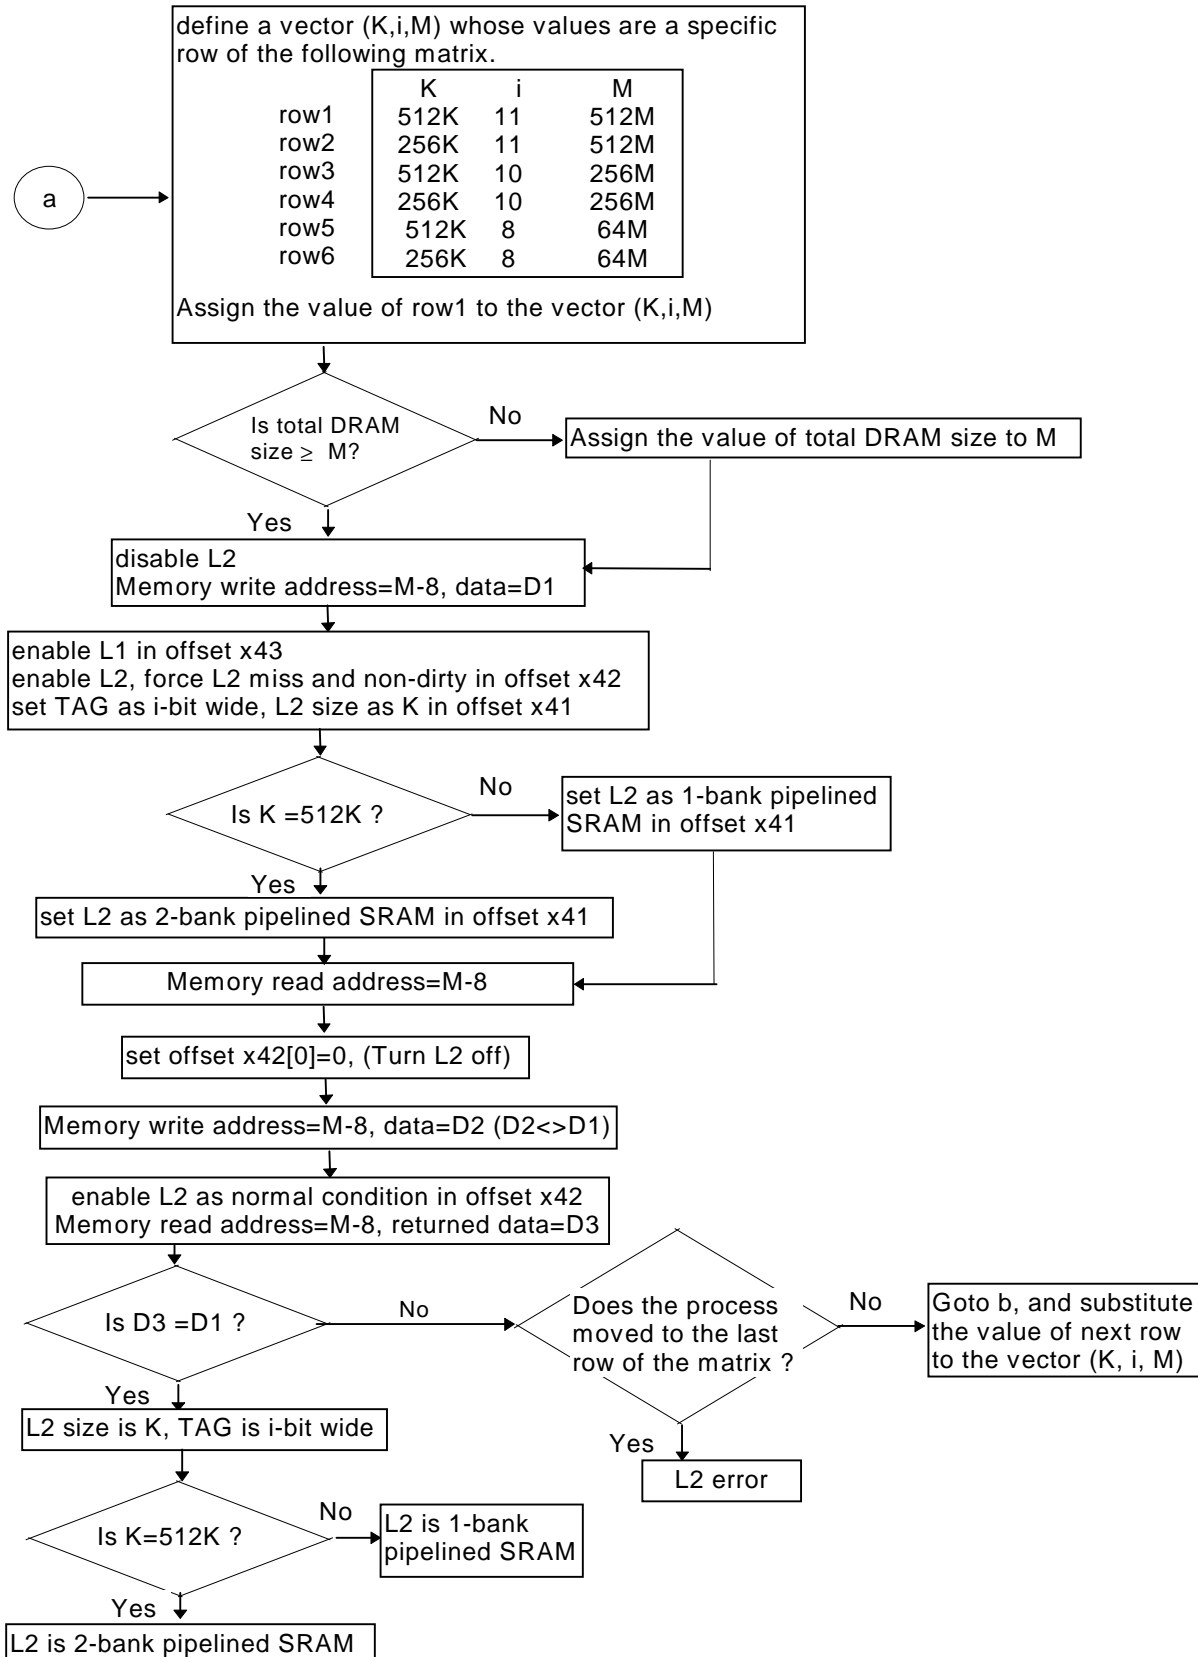 define a vector (K,i,M) whose values are a specific
row of the following matrix.
K i M
row1 512K 11 512M
row2 256K 11 512M
row3 512K 10 256M
row4 256K 10 256M
row5 512K 8 64M
row6 256K 8 64M
a
Assign the value of row1 to the vector (K,i,M)
Is total DRAM
size ≥ M?
No
Assign the value of total DRAM size to M
Yes
disable L2
Memory write address=M-8, data=D1
enable L1 in offset x43
enable L2, force L2 miss and non-dirty in offset x42
set TAG as i-bit wide, L2 size as K in offset x41
Is K =512K ?
No
set L2 as 1-bank pipelined
SRAM in offset x41
Yes
set L2 as 2-bank pipelined SRAM in offset x41
Memory read address=M-8
set offset x42[0]=0, (Turn L2 off)
Memory write address=M-8, data=D2 (D2<>D1)
enable L2 as normal condition in offset x42
Memory read address=M-8, returned data=D3
Is D3 =D1 ?
No
Does the process
moved to the last
row of the matrix ?
No
Goto b, and substitute
the value of next row
to the vector (K, i, M)
Yes
L2 size is K, TAG is i-bit wide
Yes
L2 error
Is K=512K ?
No
L2 is 1-bank
pipelined SRAM
Yes
L2 is 2-bank pipelined SRAM